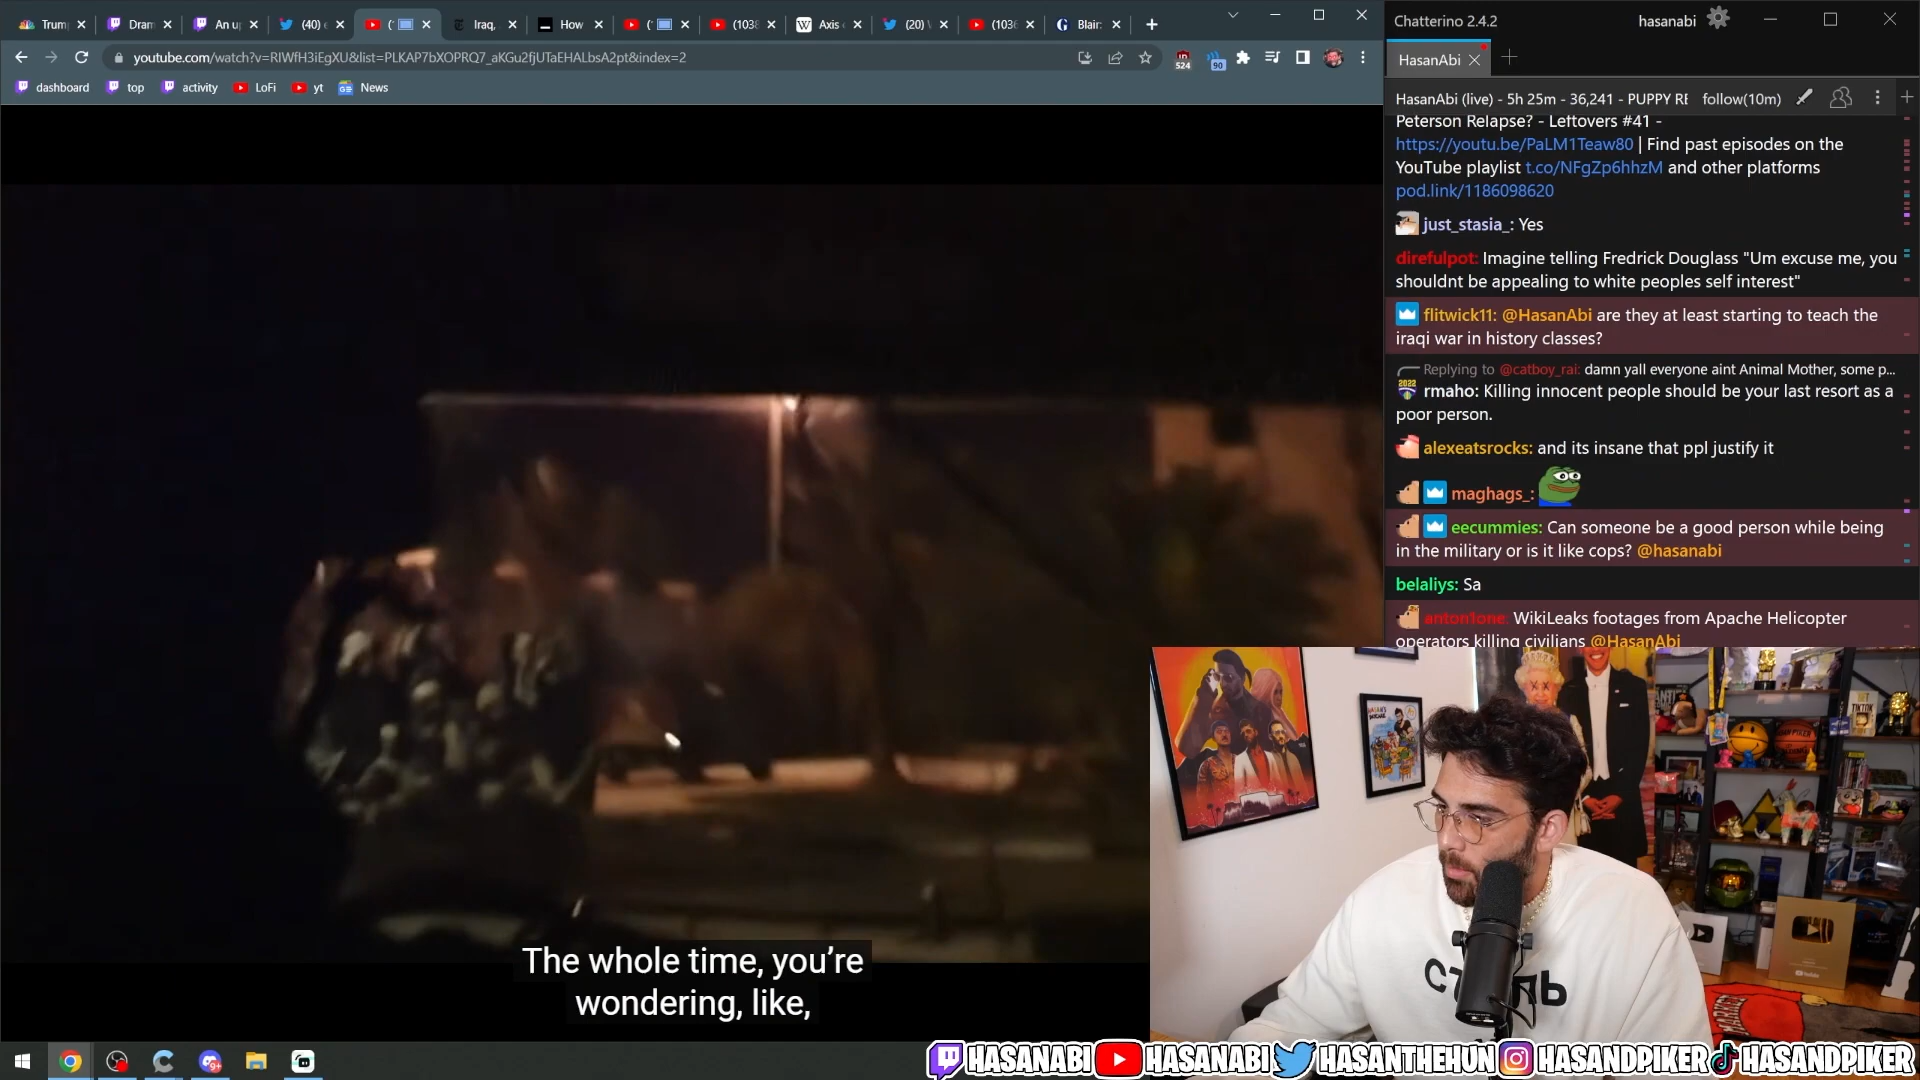 Trump
Dram
An up
(40) e
(
Iraq,
How
(
(103
Axis
(20)
(103
Blair:
youtube.com/watch?v=RIWfH3iEgXU&list=PLKAP7bXOPRQ7_aKGu2fjUTaEHALbsA2pt&index=2
524
90
dashboard
top
activity
LoFi
yt
News
The whole time, you're
wondering, like,
Chatterino 2.4.2
hasanabi
HasanAbi
HasanAbi (live) - 5h 25m - 36,241 - PUPPY RE
follow(10m)
Peterson Relapse? - Leftovers #41 -
https://youtu.be/PaLM1Teaw80 | Find past episodes on the
YouTube playlist t.co/NFgZp6hhzM and other platforms
pod.link/1186098620
just_stasia_: Yes
direfulpot: Imagine telling Fredrick Douglass "Um excuse me, you
shouldnt be appealing to white peoples self interest"
flitwick11: @HasanAbi are they at least starting to teach the
iraqi war in history classes?
Replying to @catboy_rai: damn yall everyone aint Animal Mother, some p...
2022
rmaho: Killing innocent people should be your last resort as a
poor person.
alexeatsrocks: and its insane that ppl justify it
maghags_:
eecummies: Can someone be a good person while being
in the military or is it like cops? @hasanabi
belaliys: Sa
anton1one: WikiLeaks footages from Apache Helicopter
operators killing civilians @HasanAbi
HASANABI
HASANABI
HASANTHEHUN
HASANDPIKER
HASANDPIKER